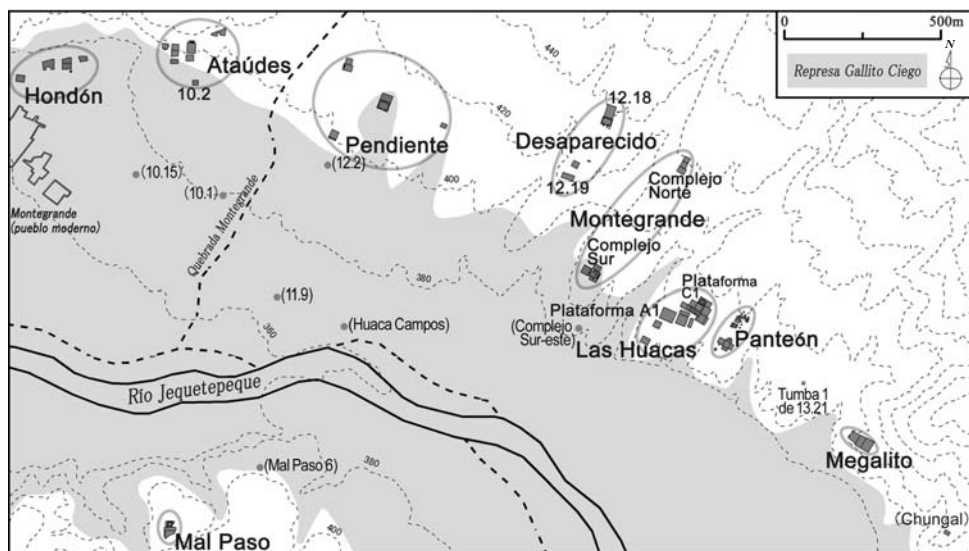 0 500m
N
Represa Gallito Ciego
440
Ataúdes
10.2
Hondón
420
12.18
Desaparecido
Pendiente
(12.2)
400
12.19
Complejo
Norte
(10.15)
(10.1)
Montegrande
(pueblo moderno)
Quebrada Montegrande
Montegrande
Complejo
Sur
380
Plataforma
C1
(11.9)
Plataforma A1
(Huaca Campos)
(Complejo
Sur-este)
360
Las Huacas
Panteón
Río Jequetepeque
Tumba 1
de 13.21
Megalito
(Mal Paso 6)
380
(Chungal)
400
Mal Paso